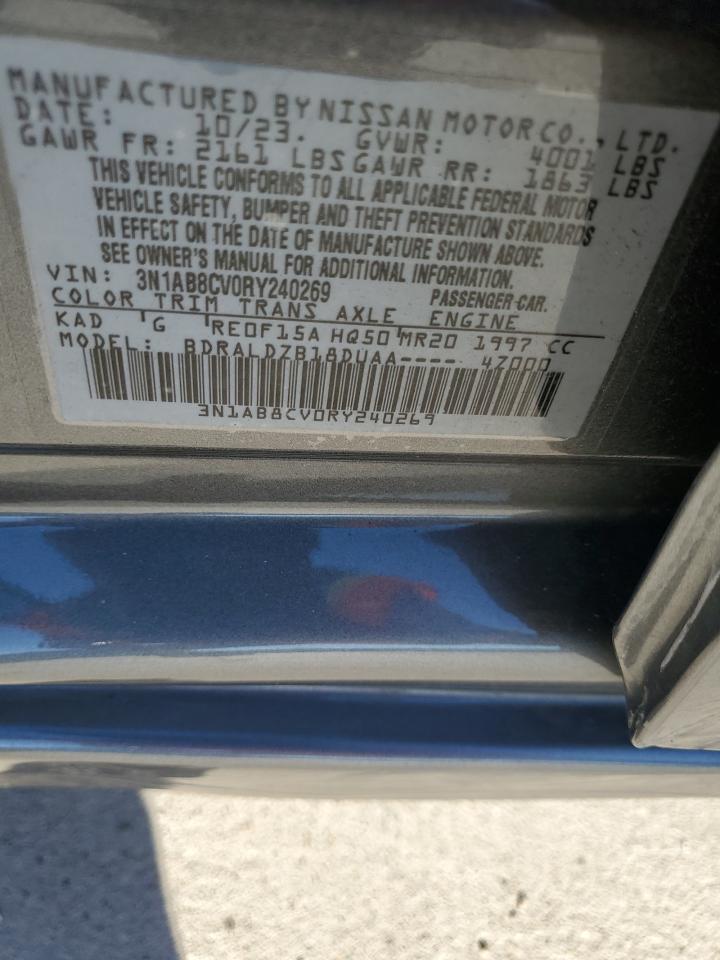 MANUFACTURED BY NISSAN MOTOR CO., LTD.
DATE: 10/23. GVWR: 4001 LBS
GAWR FR: 2161 LBS GAWR RR: 1863 LBS
THIS VEHICLE CONFORMS TO ALL APPLICABLE FEDERAL MOTOR
VEHICLE SAFETY, BUMPER AND THEFT PREVENTION STANDARDS
IN EFFECT ON THE DATE OF MANUFACTURE SHOWN ABOVE.
SEE OWNER'S MANUAL FOR ADDITIONAL INFORMATION.
VIN: 3N1AB8CV0RY240269 PASSENGER CAR.
COLOR TRIM TRANS AXLE ENGINE
KAD G RE0F15A HQ50 MR20 1997 CC
MODEL: BDRALDZB18DUAA---- 47000
3N1AB8CV0RY240269